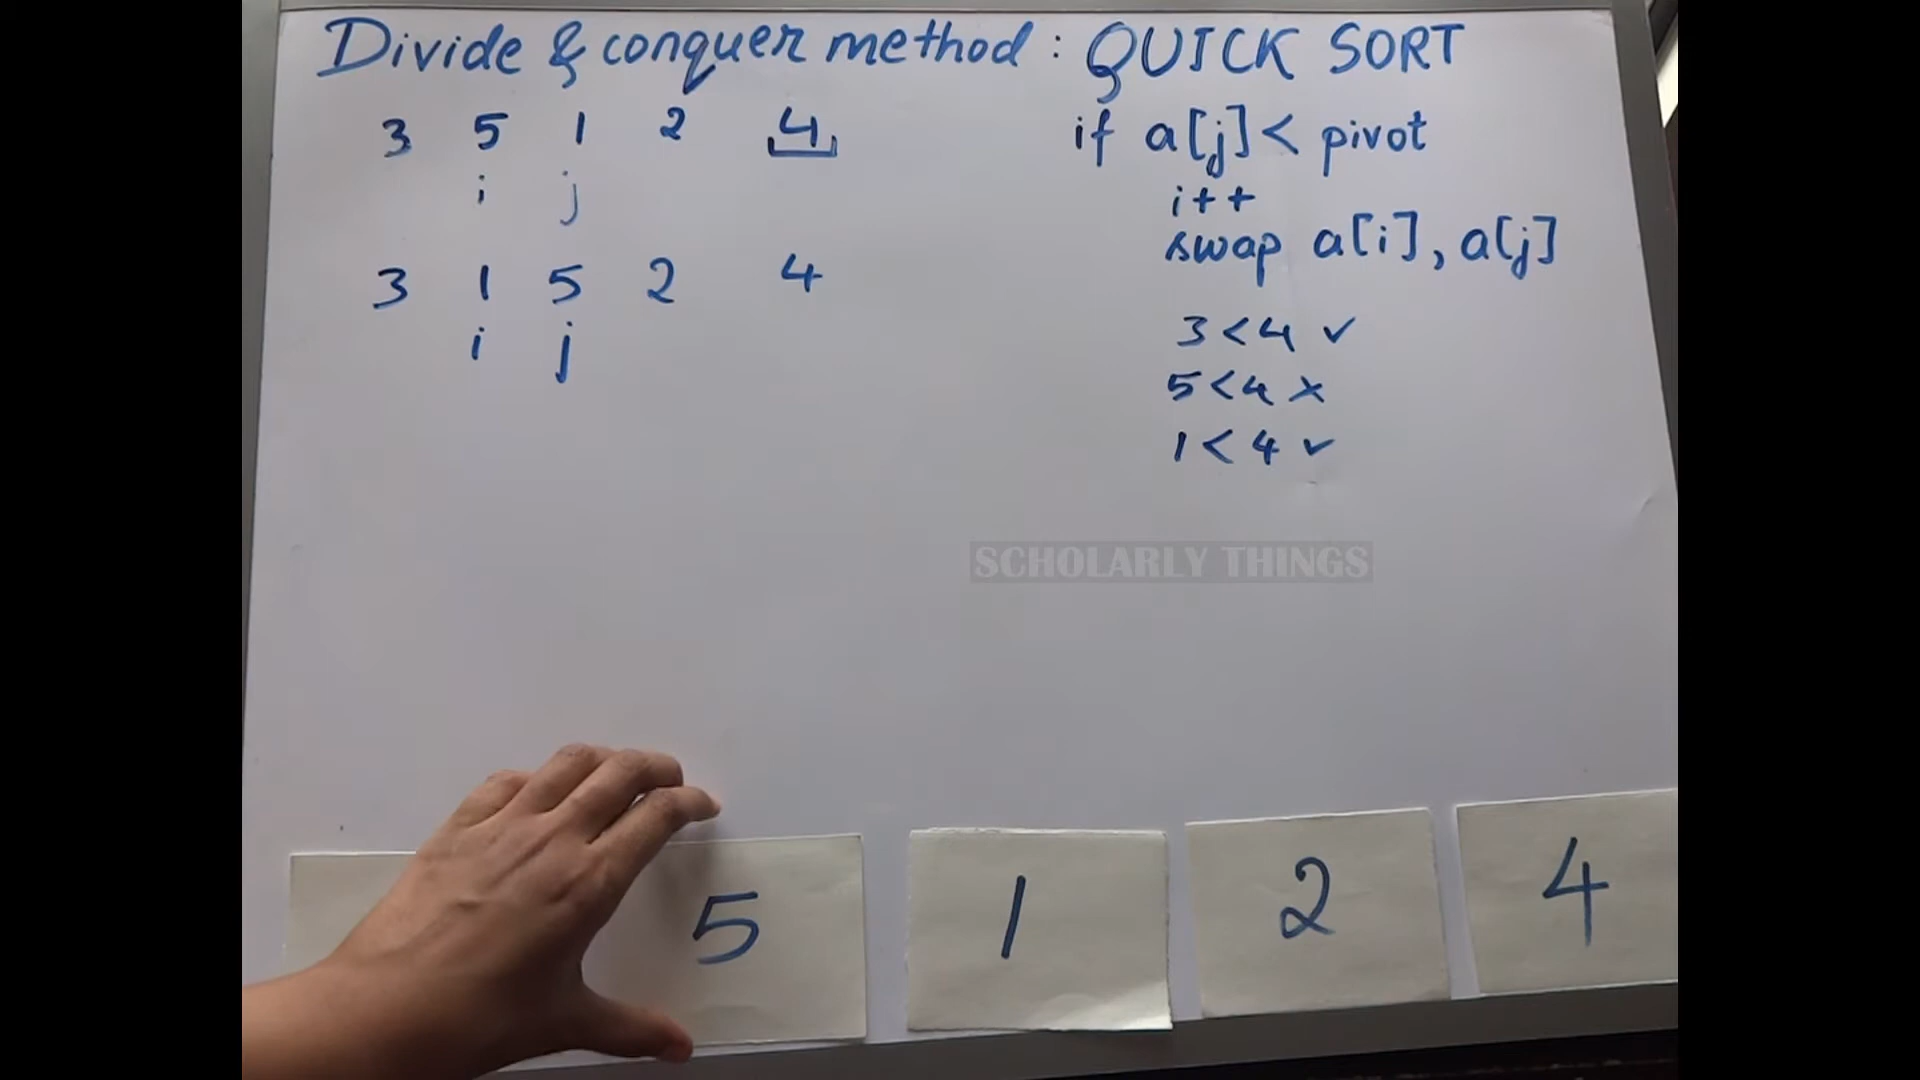 Divide & conquer method : QUICK SORT
3 5 1 2 4
i j
3 1 5 2 4
i j
if a[j] < pivot
i++
swap a[i], a[j]
3 < 4 ✓
5 < 4 ×
1 < 4 ✓
SCHOLARLY THINGS
5 1 2 4